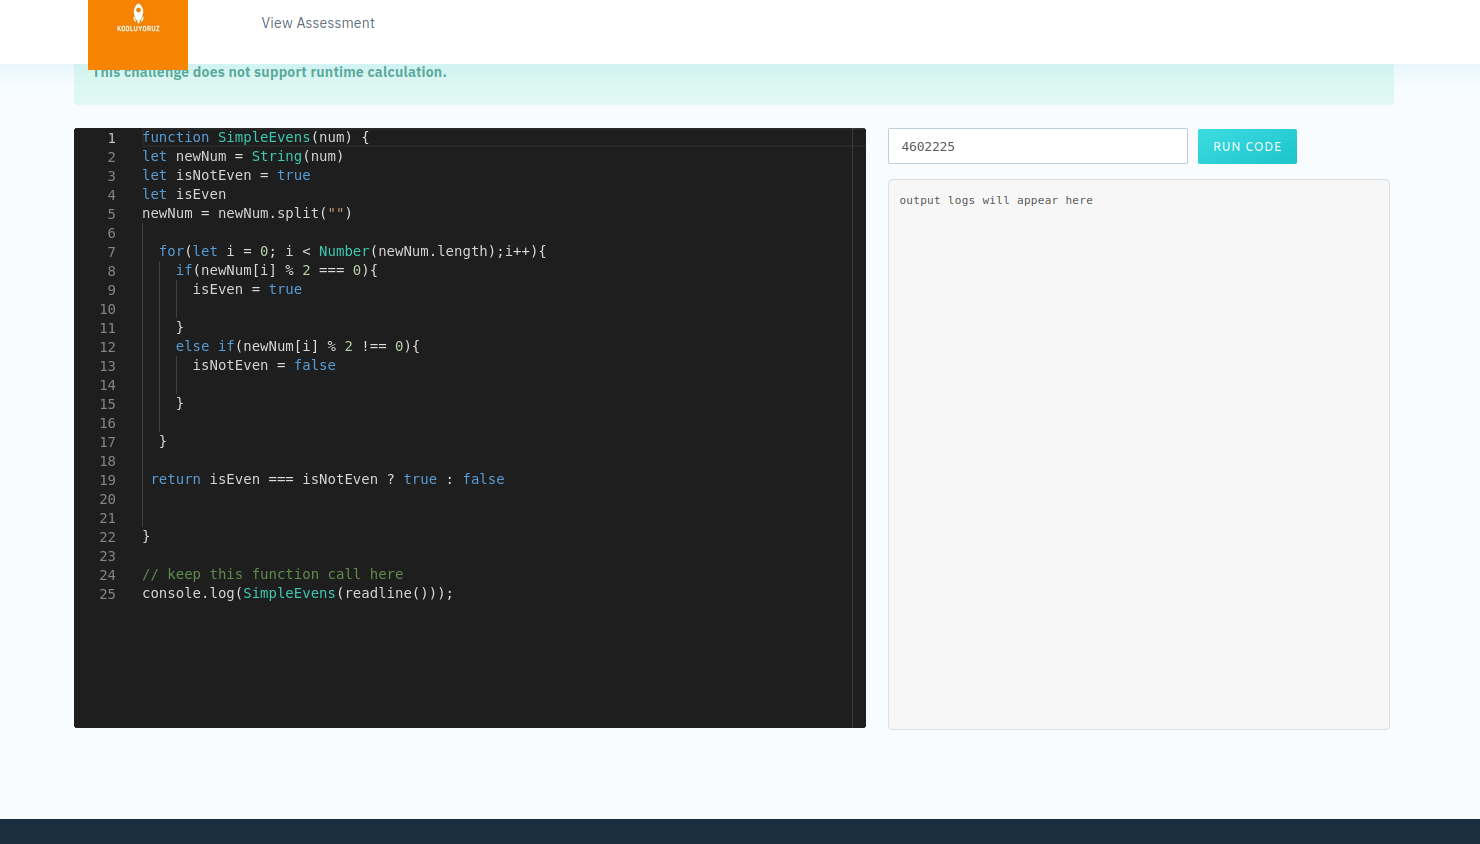 KODLUYORUZ
View Assessment
This challenge does not support runtime calculation.
1 function SimpleEvens(num) {
2 let newNum = String(num)
3 let isNotEven = true
4 let isEven
5 newNum = newNum.split("")
6
7 for(let i = 0; i < Number(newNum.length);i++){
8 if(newNum[i] % 2 === 0){
9 isEven = true
10
11 }
12 else if(newNum[i] % 2 !== 0){
13 isNotEven = false
14
15 }
16
17 }
18
19 return isEven === isNotEven ? true : false
20
21
22 }
23
24 // keep this function call here
25 console.log(SimpleEvens(readline()));
4602225
RUN CODE
output logs will appear here